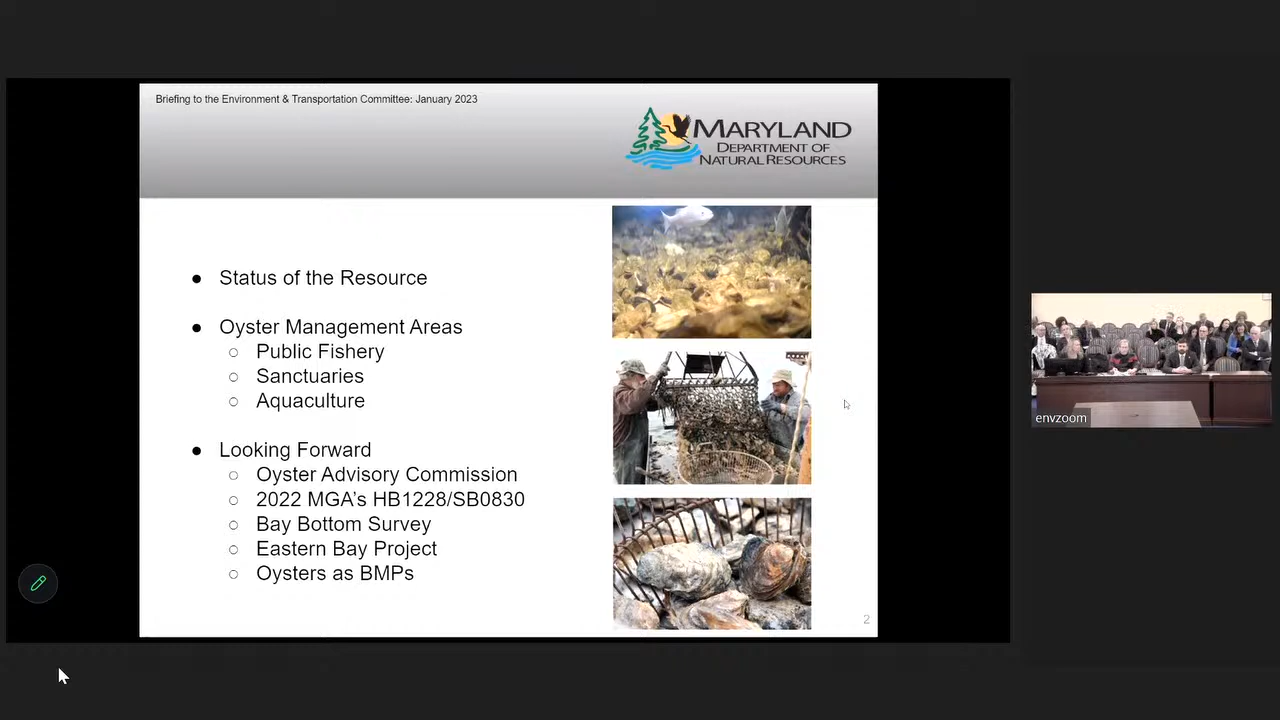 Briefing to the Environment & Transportation Committee: January 2023
MARYLAND
DEPARTMENT OF
NATURAL RESOURCES
● Status of the Resource
● Oyster Management Areas
○ Public Fishery
○ Sanctuaries
○ Aquaculture
● Looking Forward
○ Oyster Advisory Commission
○ 2022 MGA's HB1228/SB0830
○ Bay Bottom Survey
○ Eastern Bay Project
○ Oysters as BMPs
2
envzoom